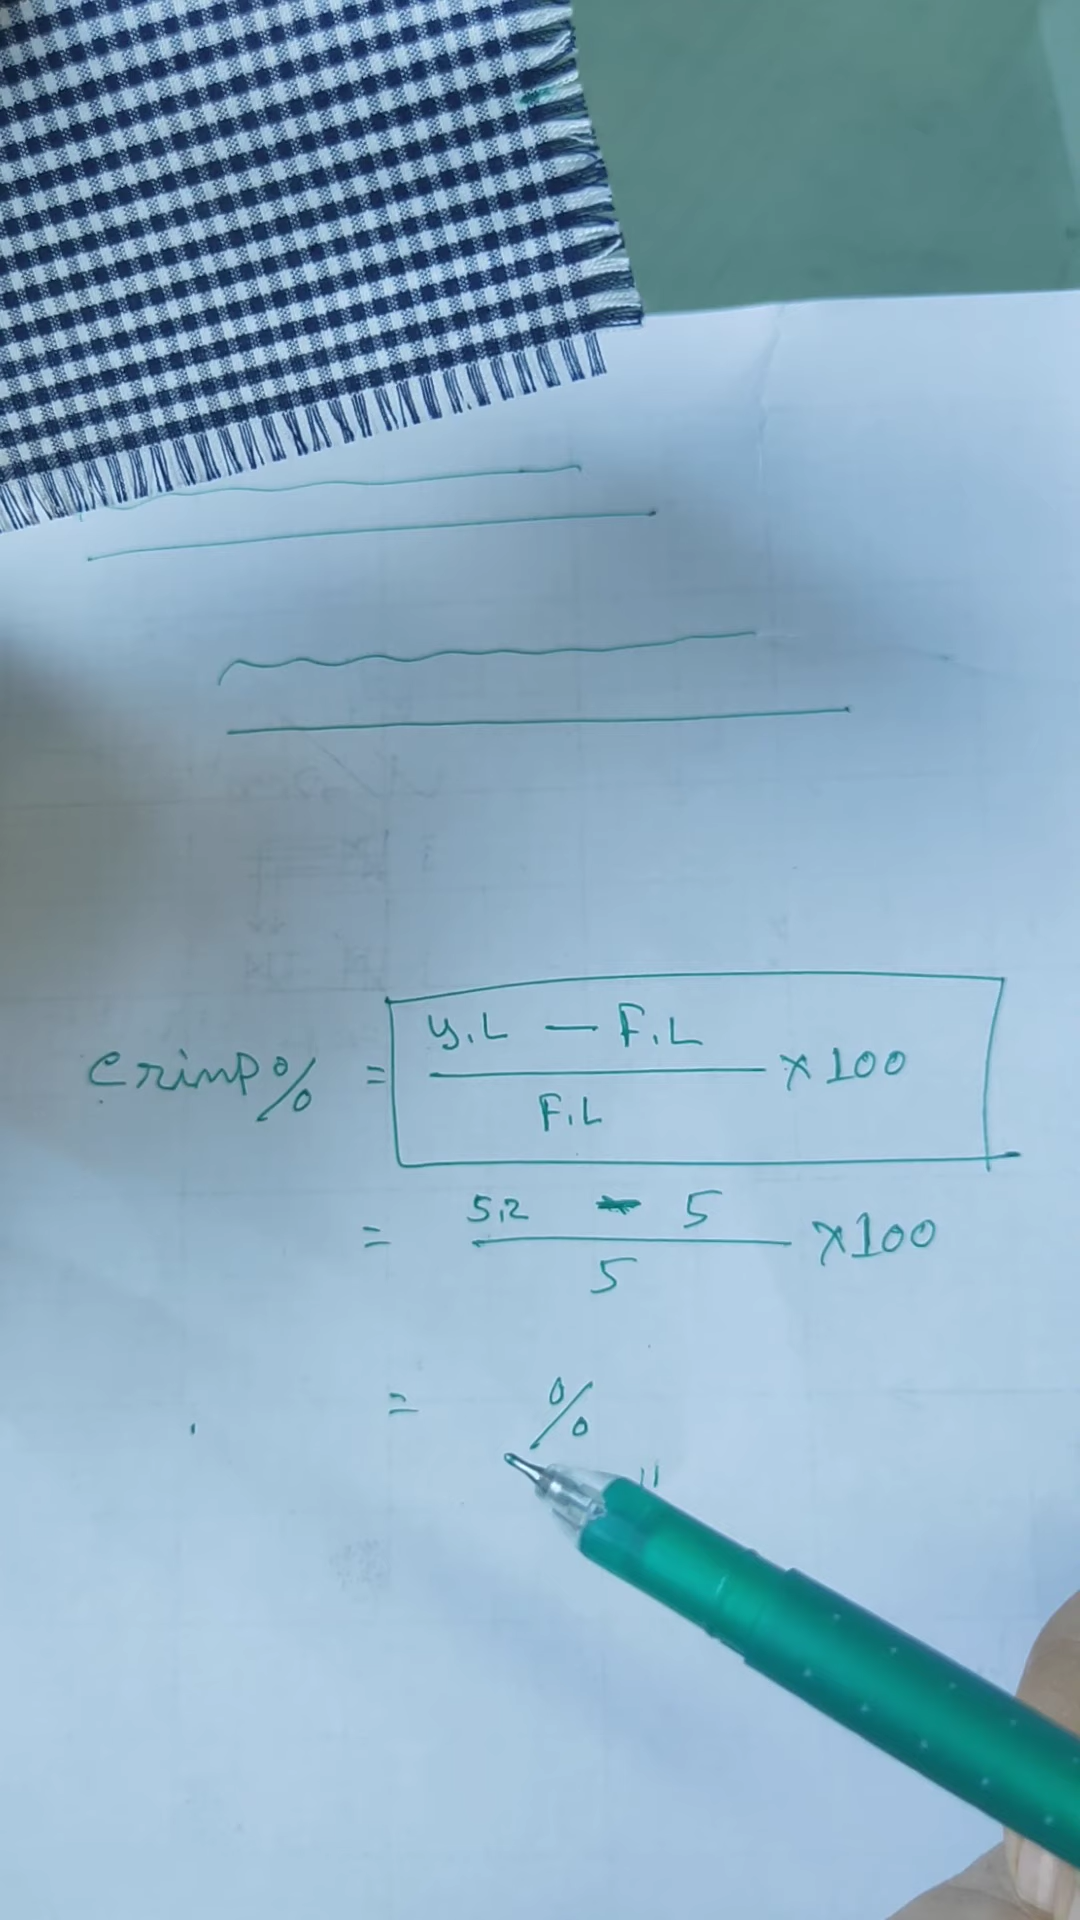 Crimp% = Y.L - F.L / F.L × 100
= 5.2 - 5 / 5 × 100
= %